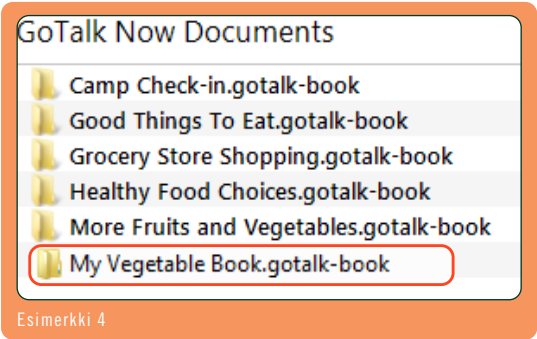 GoTalk Now Documents
Camp Check-in.gotalk-book
Good Things To Eat.gotalk-book
Grocery Store Shopping.gotalk-book
Healthy Food Choices.gotalk-book
More Fruits and Vegetables.gotalk-book
My Vegetable Book.gotalk-book
Esimerkki 4